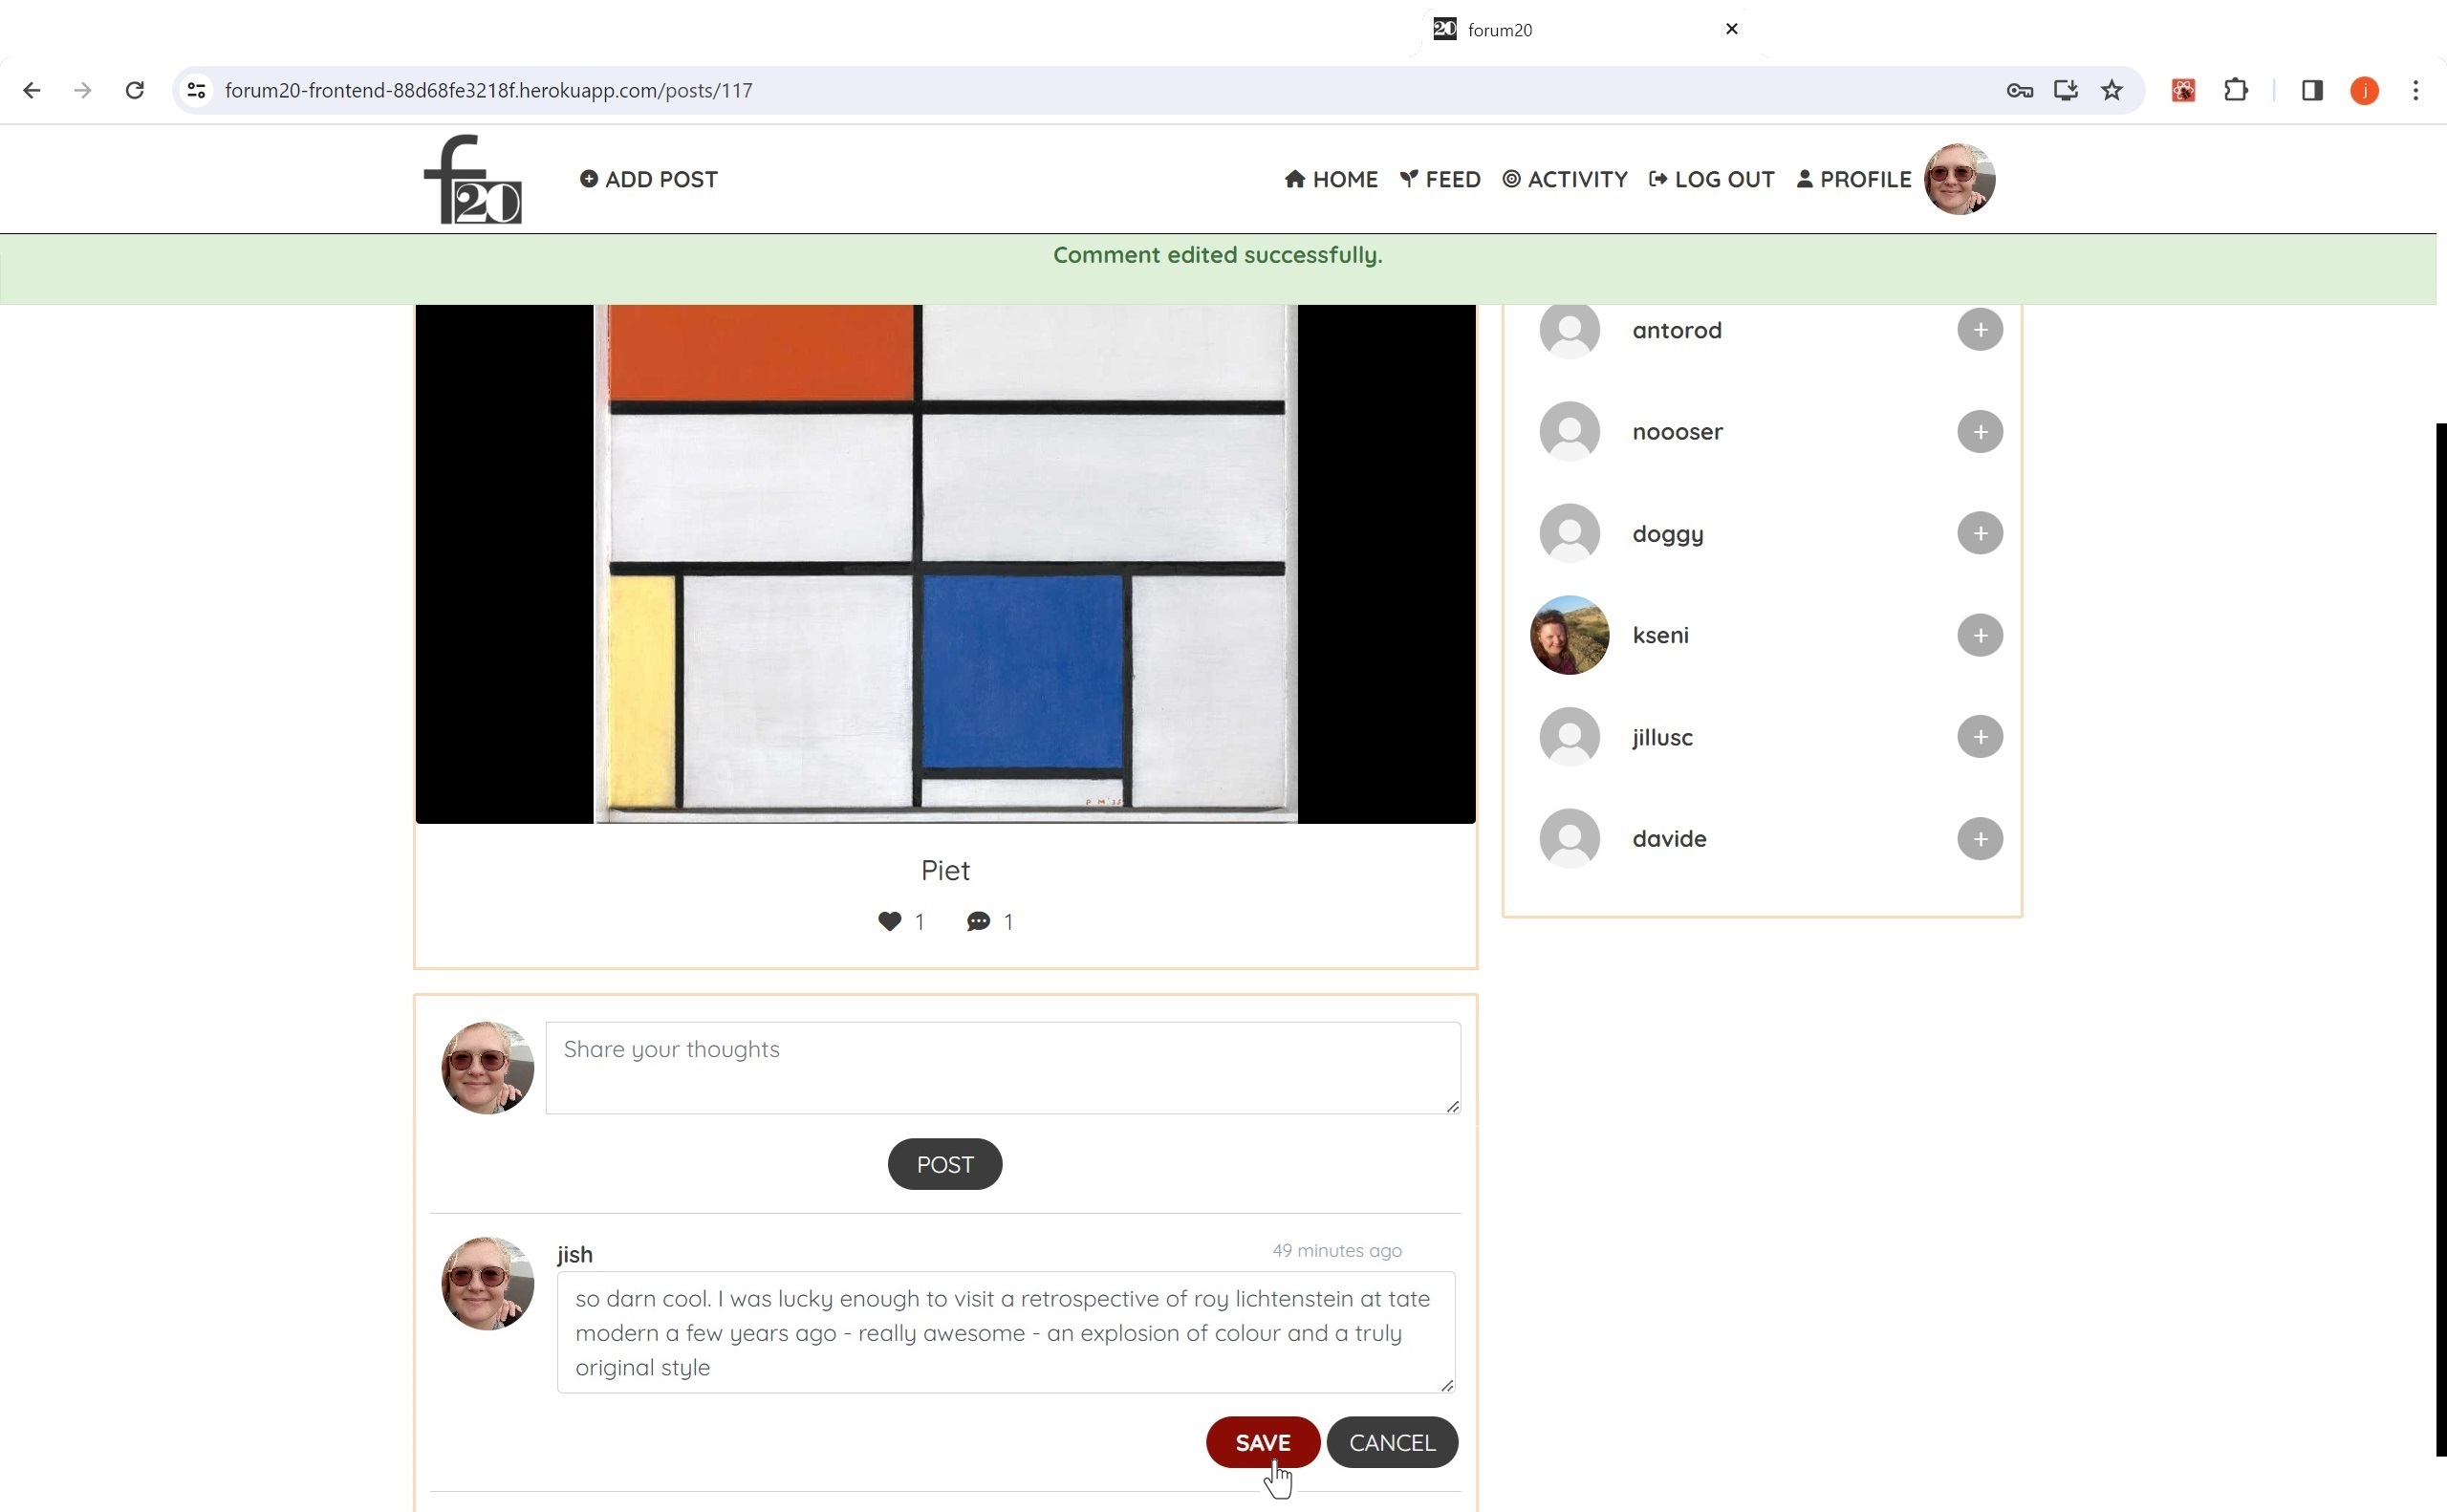 20 forum20
forum20-frontend-88d68fe3218f.herokuapp.com/posts/117
j
f20
ADD POST
HOME FEED ACTIVITY LOG OUT PROFILE
Comment edited successfully.
antorod
noooser
doggy
kseni
jillusc
davide
Piet
1 1
Share your thoughts
POST
jish
49 minutes ago
so darn cool. I was lucky enough to visit a retrospective of roy lichtenstein at tate
modern a few years ago - really awesome - an explosion of colour and a truly
original style
SAVE CANCEL